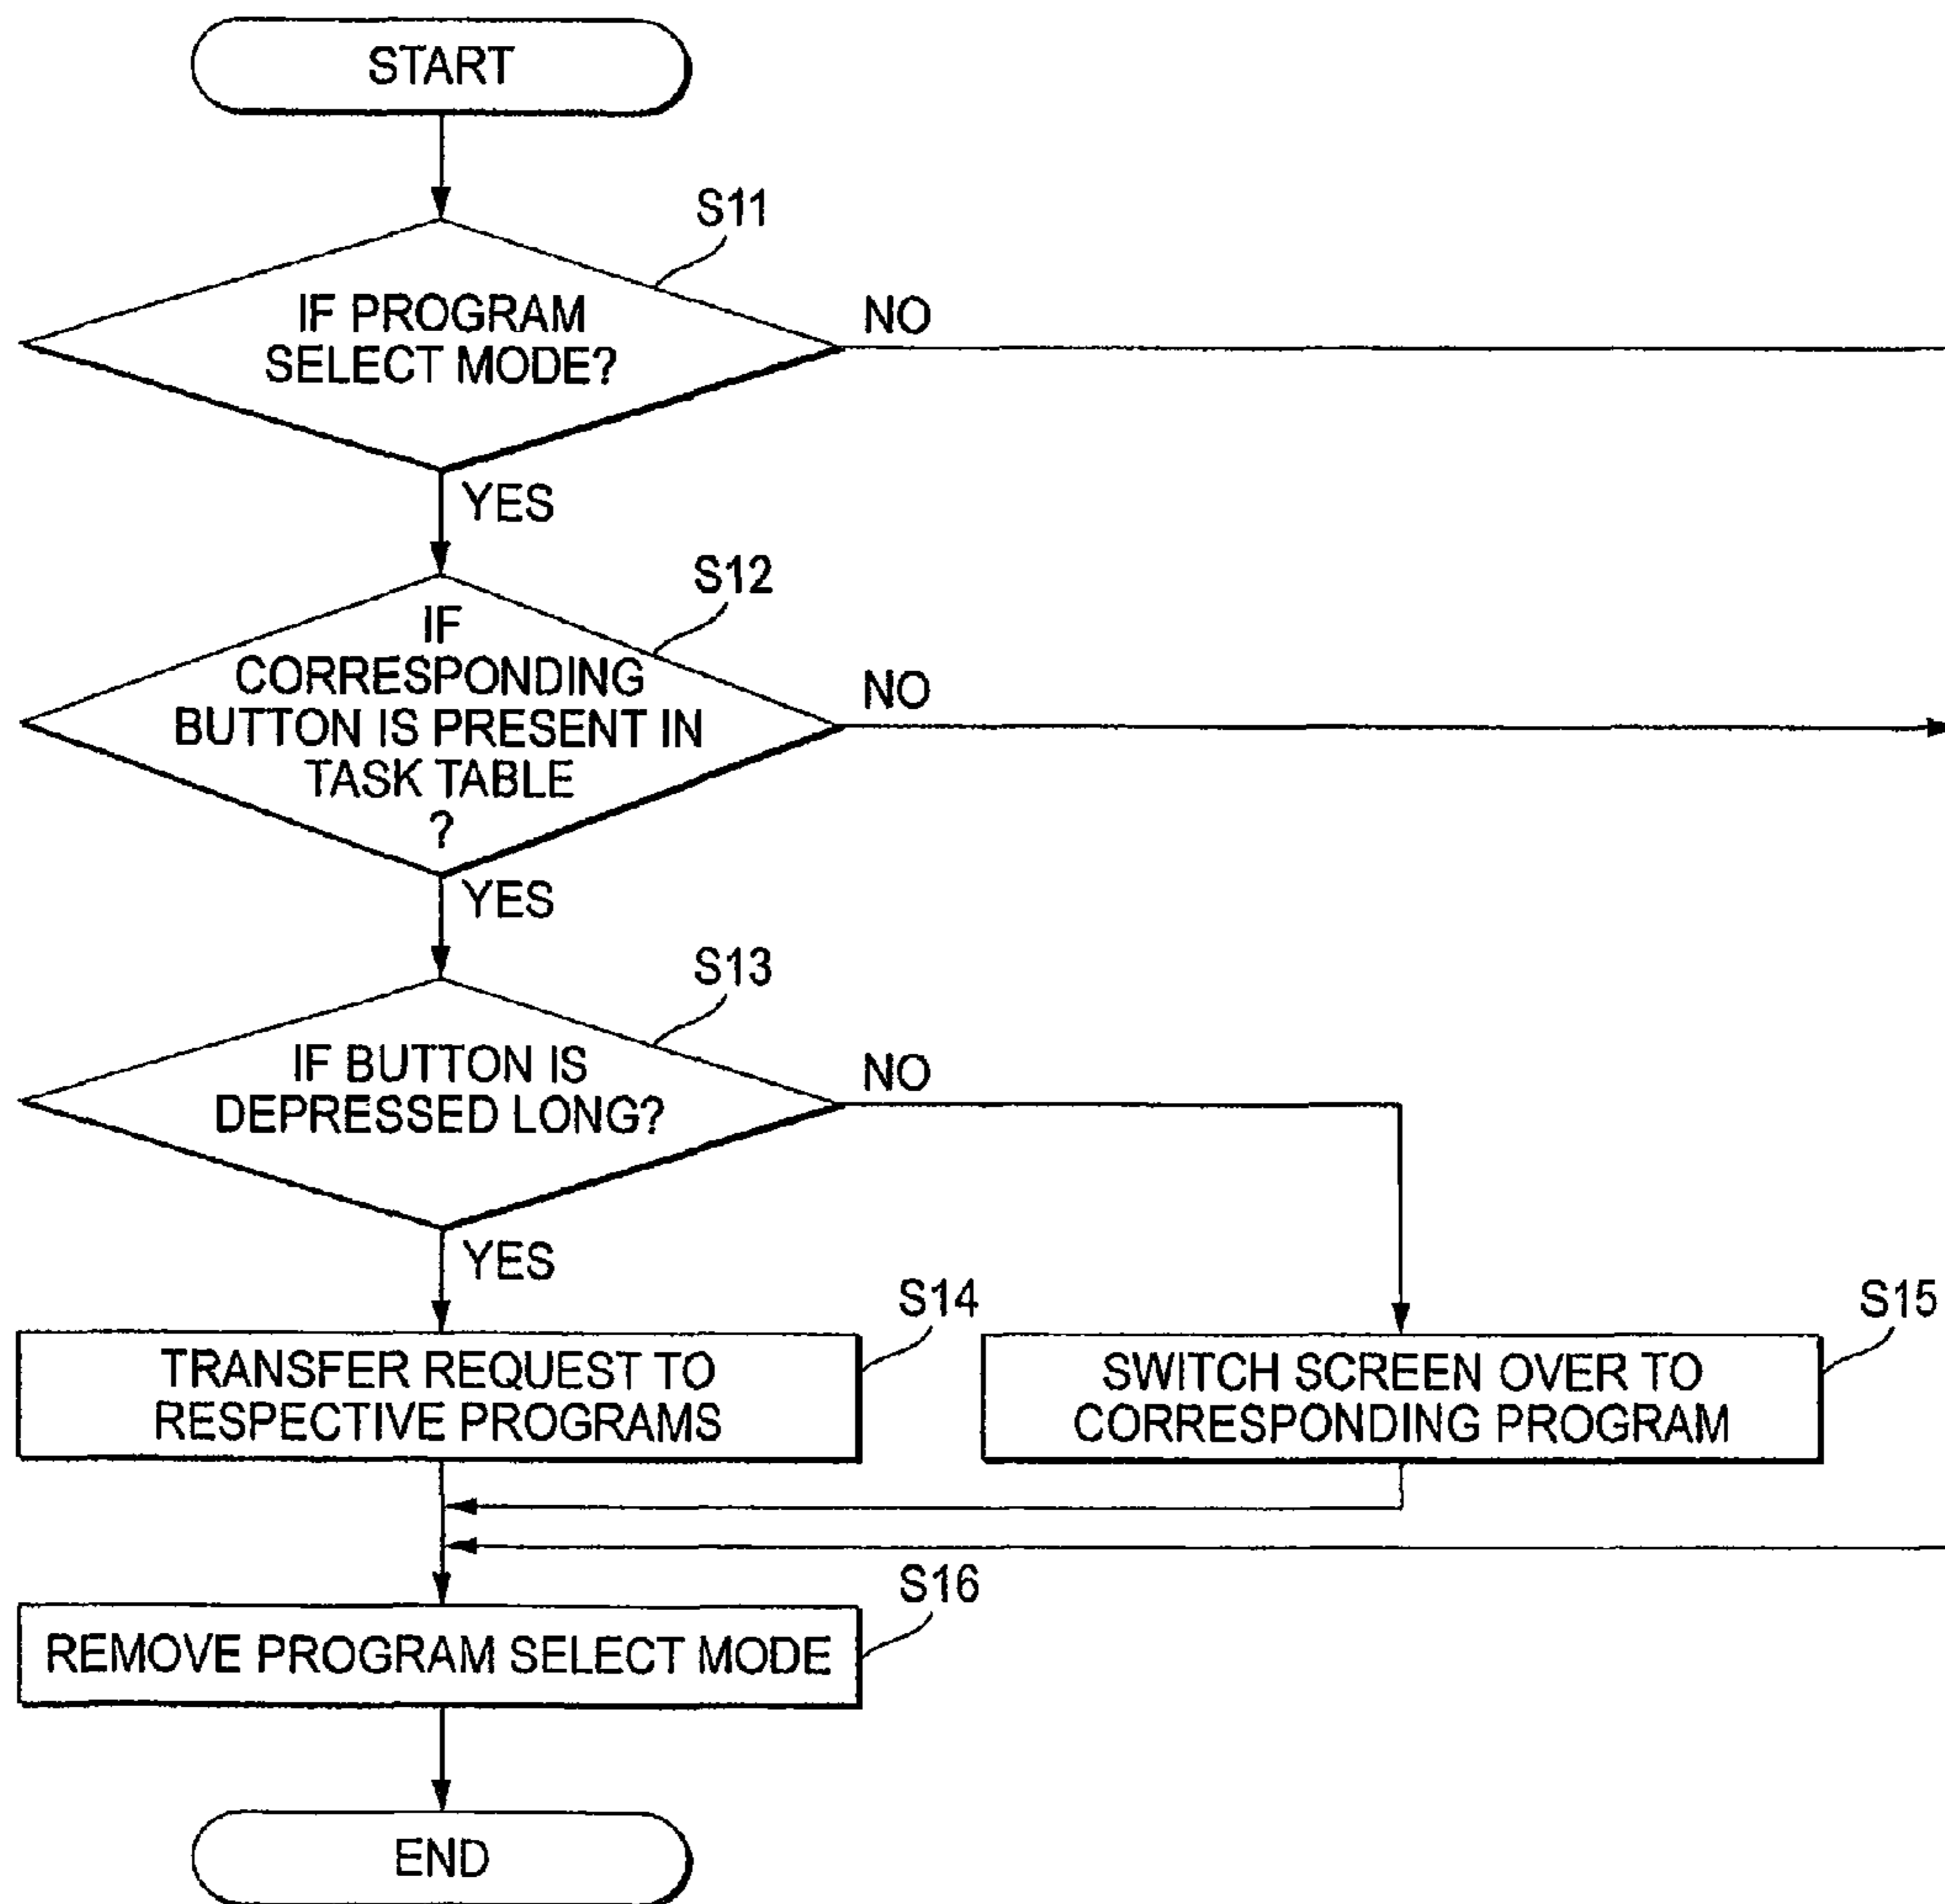 START
S11
IF PROGRAM
SELECT MODE?
NO
YES
S12
IF
CORRESPONDING
BUTTON IS PRESENT IN
TASK TABLE
?
NO
YES
S13
IF BUTTON IS
DEPRESSED LONG?
NO
YES
S14
TRANSFER REQUEST TO
RESPECTIVE PROGRAMS
S15
SWITCH SCREEN OVER TO
CORRESPONDING PROGRAM
S16
REMOVE PROGRAM SELECT MODE
END